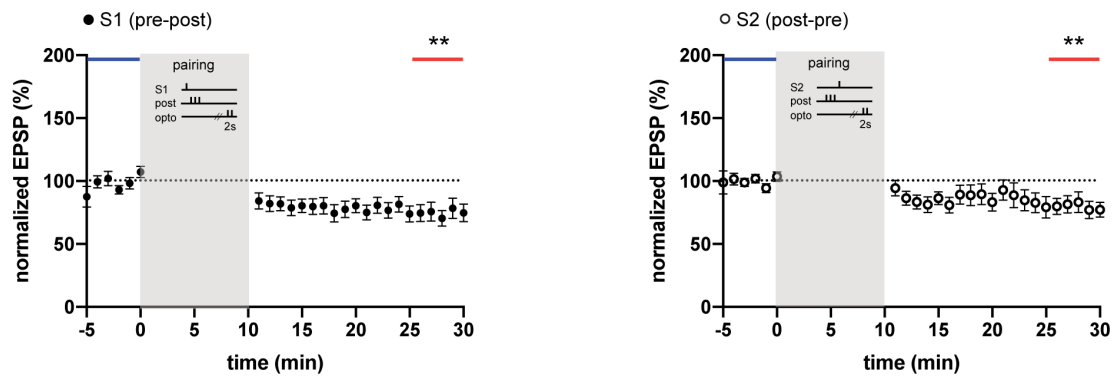 ● S1 (pre-post)
**
normalized EPSP (%)
200
150
100
50
0
pairing
S1
post
opto
2s
-5 0 5 10 15 20 25 30
time (min)
○ S2 (post-pre)
**
normalized EPSP (%)
200
150
100
50
0
pairing
S2
post
opto
2s
-5 0 5 10 15 20 25 30
time (min)